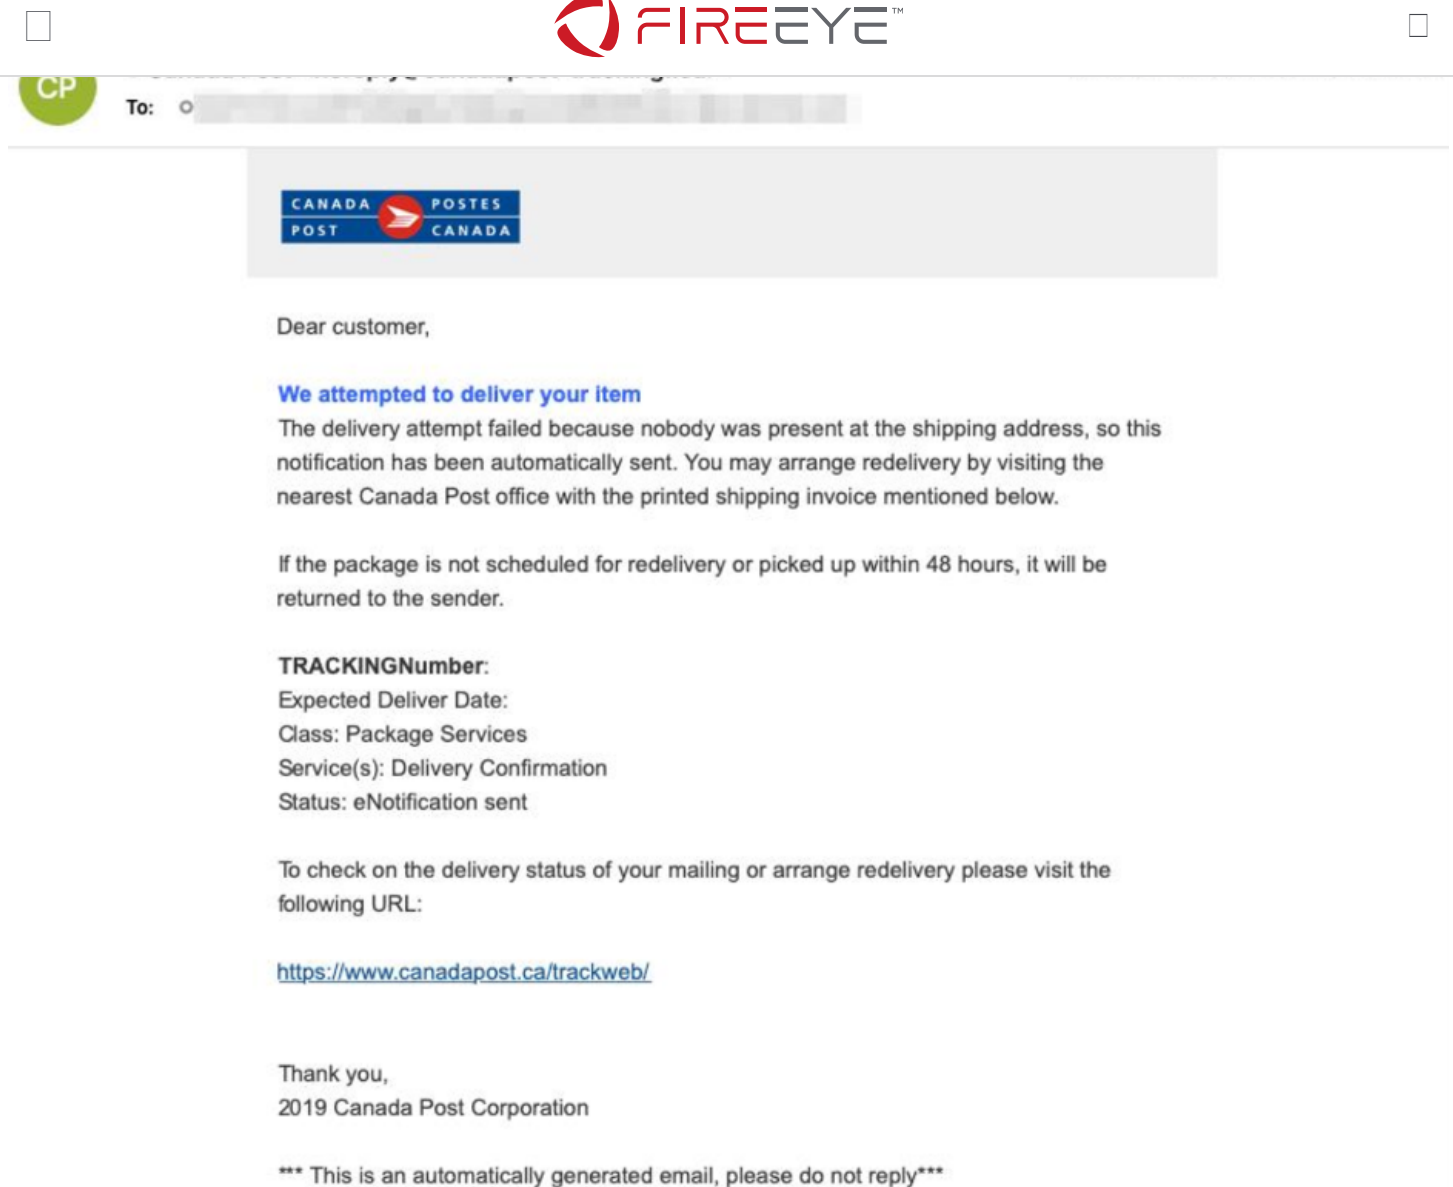 FIREEYE™
CP
To:
CANADA POSTES
POST CANADA
Dear customer,
We attempted to deliver your item
The delivery attempt failed because nobody was present at the shipping address, so this
notification has been automatically sent. You may arrange redelivery by visiting the
nearest Canada Post office with the printed shipping invoice mentioned below.
If the package is not scheduled for redelivery or picked up within 48 hours, it will be
returned to the sender.
TRACKINGNumber:
Expected Deliver Date:
Class: Package Services
Service(s): Delivery Confirmation
Status: eNotification sent
To check on the delivery status of your mailing or arrange redelivery please visit the
following URL:
https://www.canadapost.ca/trackweb/
Thank you,
2019 Canada Post Corporation
*** This is an automatically generated email, please do not reply***